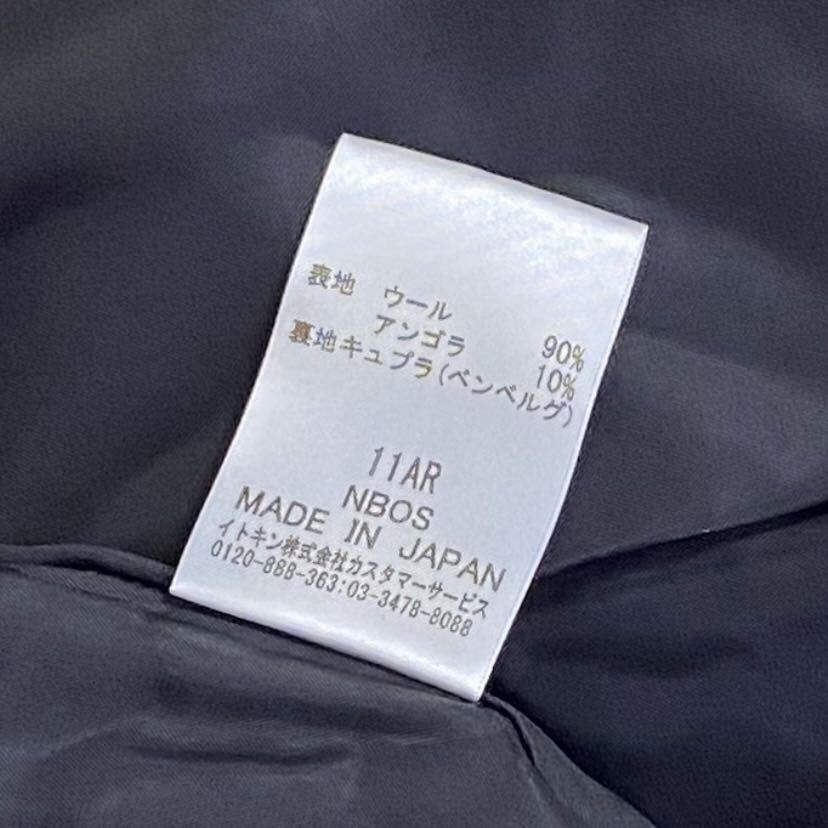 表地 ウール 90%
アンゴラ 10%
裏地キュプラ(ベンベルグ)
11AR
NBOS
MADE IN JAPAN
イトキン株式会社カスタマーサービス
0120-888-363:03-3478-8088